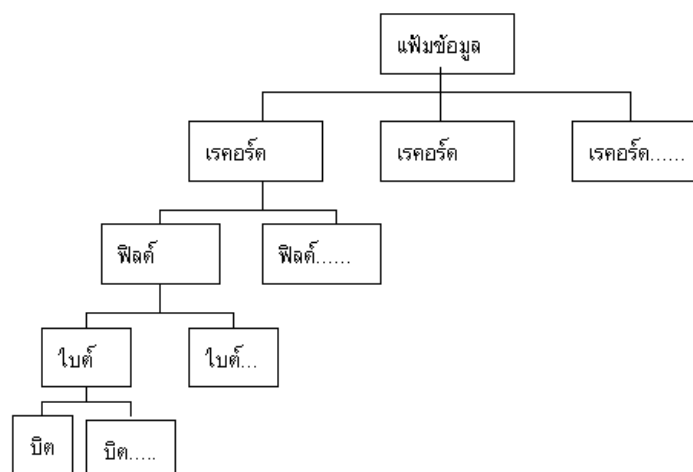 แฟ้มข้อมูล
เรคอร์ด
เรคอร์ด
เรคอร์ด......
ฟิลด์
ฟิลด์......
ไบต์
ไบต์...
บิต
บิต.....